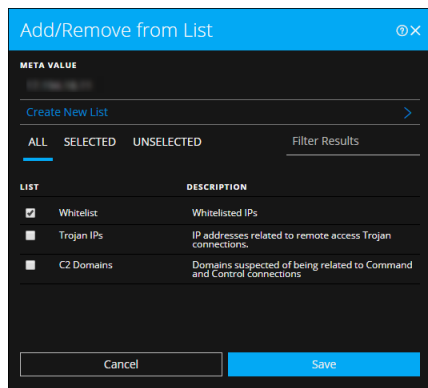 Add/Remove from List
META VALUE
Create New List
ALL SELECTED UNSELECTED Filter Results
LIST DESCRIPTION
Whitelist Whitelisted IPs
Trojan IPs IP addresses related to remote access Trojan
connections.
C2 Domains Domains suspected of being related to Command
and Control connections
Cancel Save